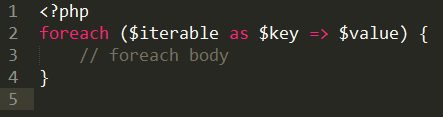 1 <?php
2 foreach ($iterable as $key => $value) {
3     // foreach body
4 }
5